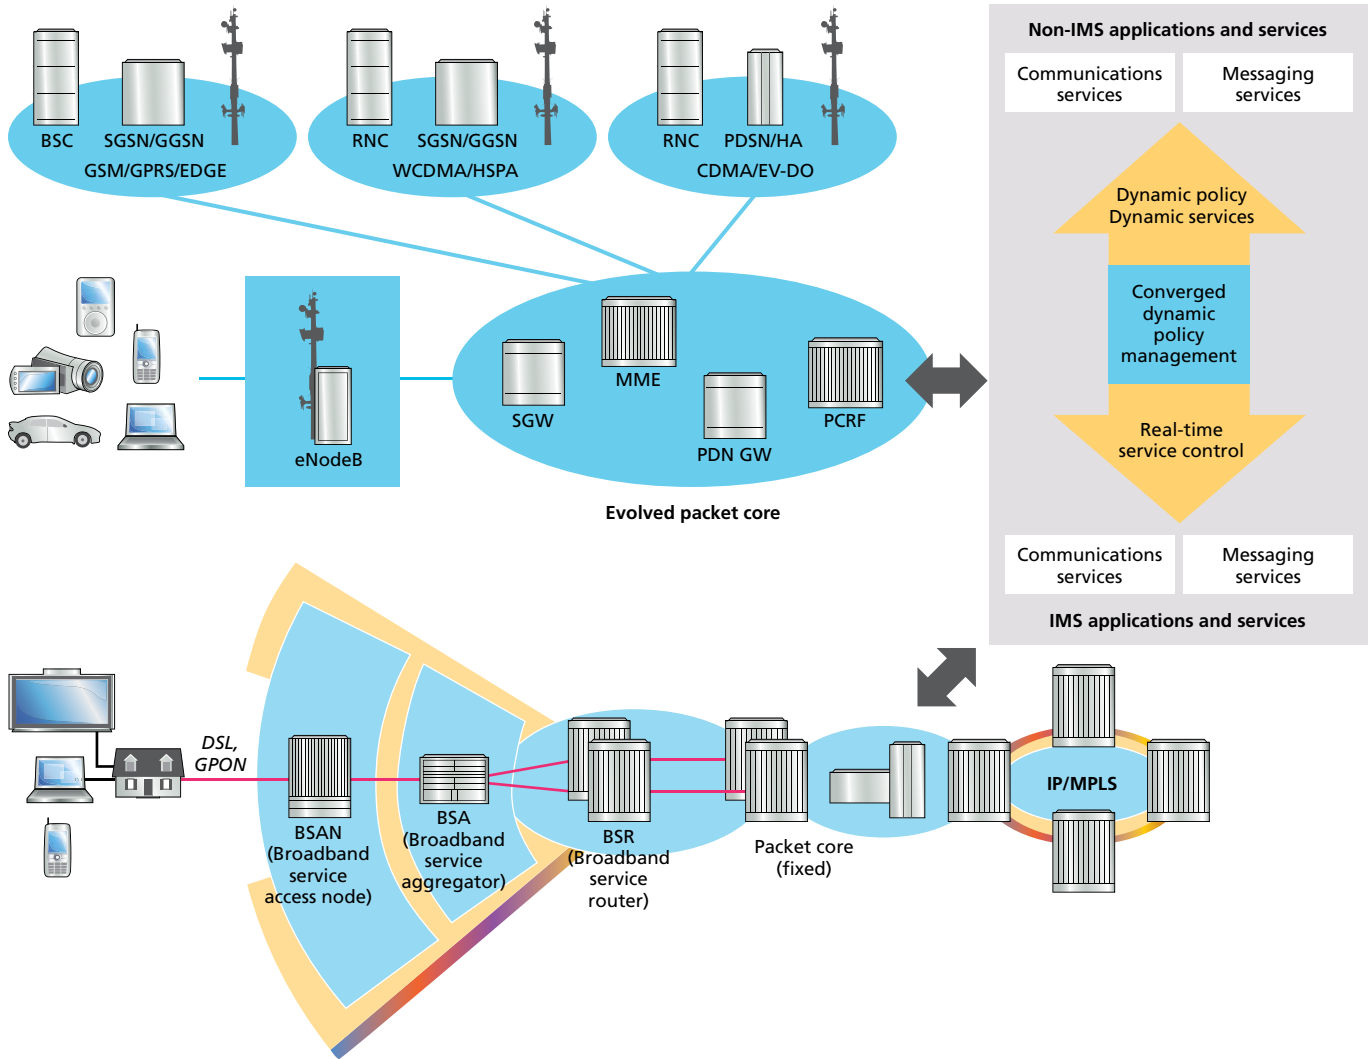 BSC
SGSN/GGSN
GSM/GPRS/EDGE
RNC
SGSN/GGSN
WCDMA/HSPA
RNC
PDSN/HA
CDMA/EV-DO
eNodeB
SGW
MME
PDN GW
PCRF
Evolved packet core
Non-IMS applications and services
Communications
services
Messaging
services
Dynamic policy
Dynamic services
Converged
dynamic
policy
management
Real-time
service control
Communications
services
Messaging
services
IMS applications and services
DSL,
GPON
BSAN
(Broadband
service
access node)
BSA
(Broadband
service
aggregator)
BSR
(Broadband
service
router)
Packet core
(fixed)
IP/MPLS